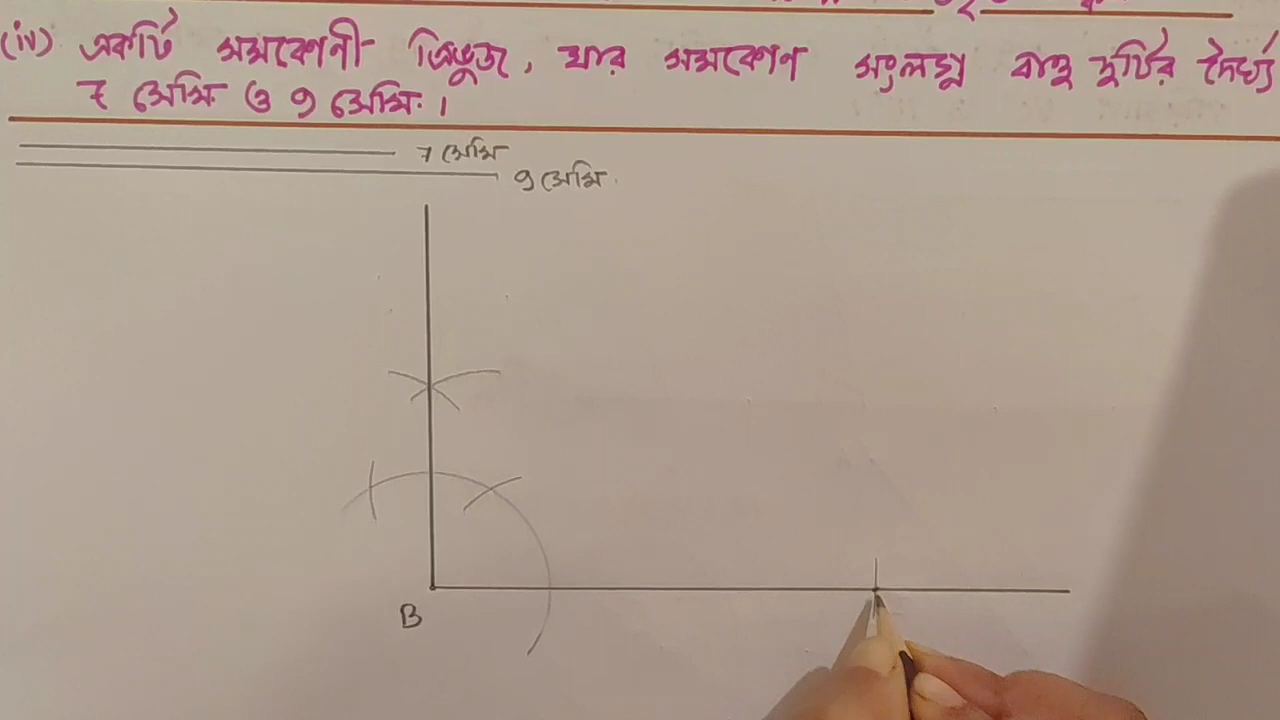 (iv) একটি সমকোণী ত্রিভুজ, যার সমকোণ সংলগ্ন বাহু দুটির দৈর্ঘ্য
৭ সেমি ও ৯ সেমি।
৭ সেমি
৯ সেমি.
B